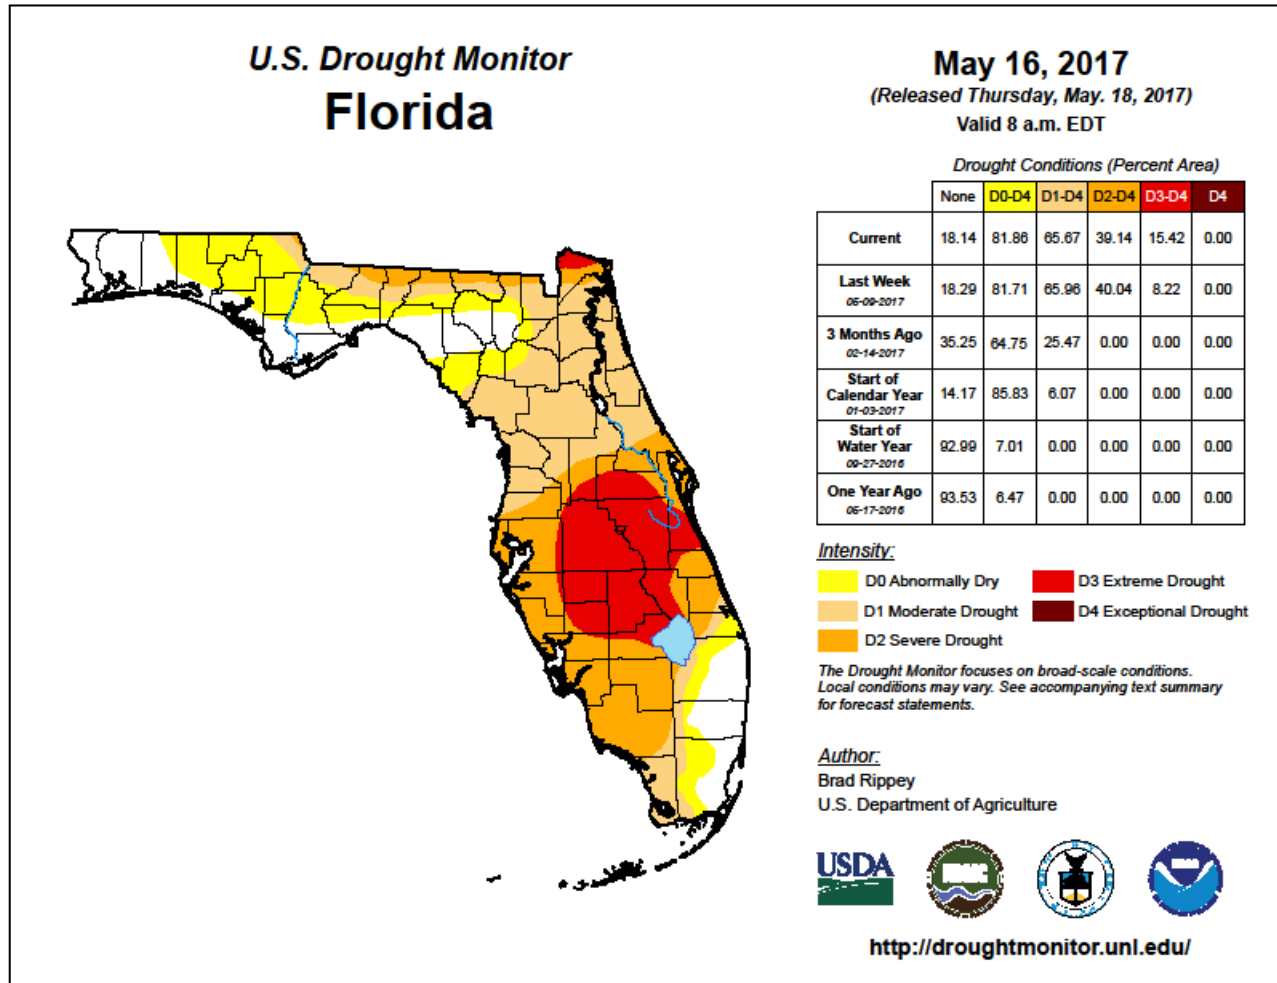 U.S. Drought Monitor
Florida
May 16, 2017
(Released Thursday, May. 18, 2017)
Valid 8 a.m. EDT
Drought Conditions (Percent Area)
None D0-D4 D1-D4 D2-D4 D3-D4 D4
Current 18.14 81.86 65.67 39.14 15.42 0.00
Last Week 18.29 81.71 65.96 40.04 8.22 0.00
05-09-2017
3 Months Ago 35.25 64.75 25.47 0.00 0.00 0.00
02-14-2017
Start of
Calendar Year 14.17 85.83 6.07 0.00 0.00 0.00
01-03-2017
Start of
Water Year 92.99 7.01 0.00 0.00 0.00 0.00
09-27-2016
One Year Ago 93.53 6.47 0.00 0.00 0.00 0.00
05-17-2016
Intensity:
D0 Abnormally Dry D3 Extreme Drought
D1 Moderate Drought D4 Exceptional Drought
D2 Severe Drought
The Drought Monitor focuses on broad-scale conditions.
Local conditions may vary. See accompanying text summary
for forecast statements.
Author:
Brad Rippey
U.S. Department of Agriculture
USDA
http://droughtmonitor.unl.edu/